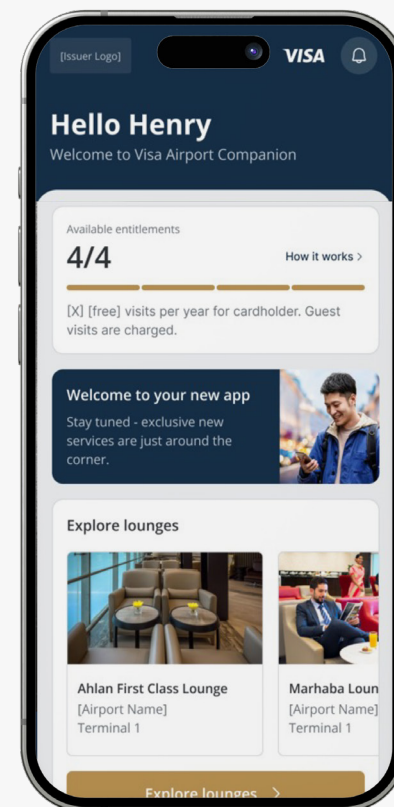 [Issuer Logo]
VISA
Hello Henry
Welcome to Visa Airport Companion
Available entitlements
4/4
How it works >
[X] [free] visits per year for cardholder. Guest
visits are charged.
Welcome to your new app
Stay tuned - exclusive new
services are just around the
corner.
Explore lounges
Ahlan First Class Lounge
[Airport Name]
Terminal 1
Marhaba Loun
[Airport Name]
Terminal 1
Explore lounges >